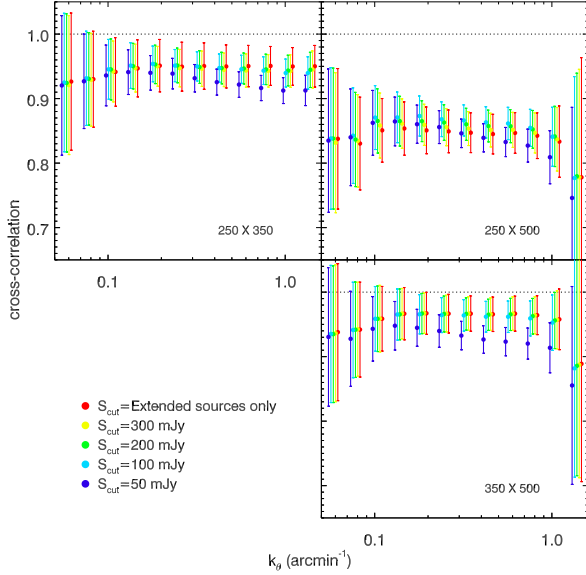 1.0
0.9
0.8
0.7
cross-correlation
250 X 350
250 X 500
0.1
1.0
S_cut=Extended sources only
S_cut=300 mJy
S_cut=200 mJy
S_cut=100 mJy
S_cut=50 mJy
350 X 500
0.1
1.0
k_θ (arcmin⁻¹)